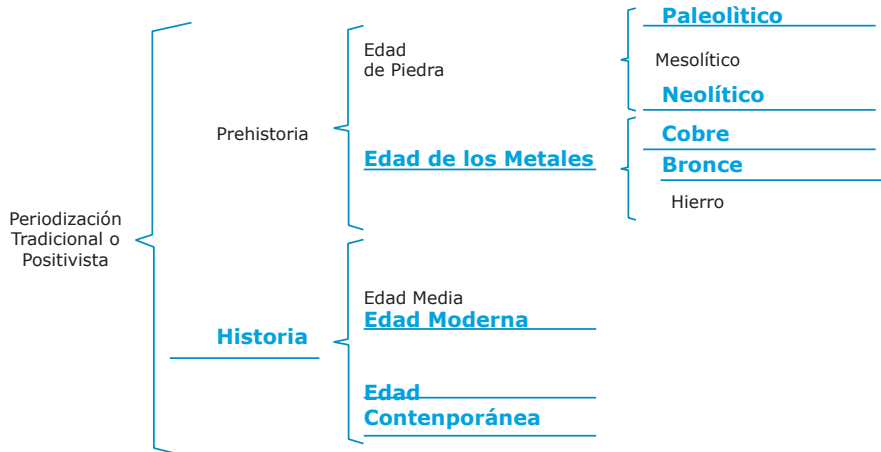 Periodización
Tradicional o
Positivista
Prehistoria
Edad
de Piedra
Paleolìtico
Mesolítico
Neolítico
Edad de los Metales
Cobre
Bronce
Hierro
Historia
Edad Media
Edad Moderna
Edad
Contenporánea